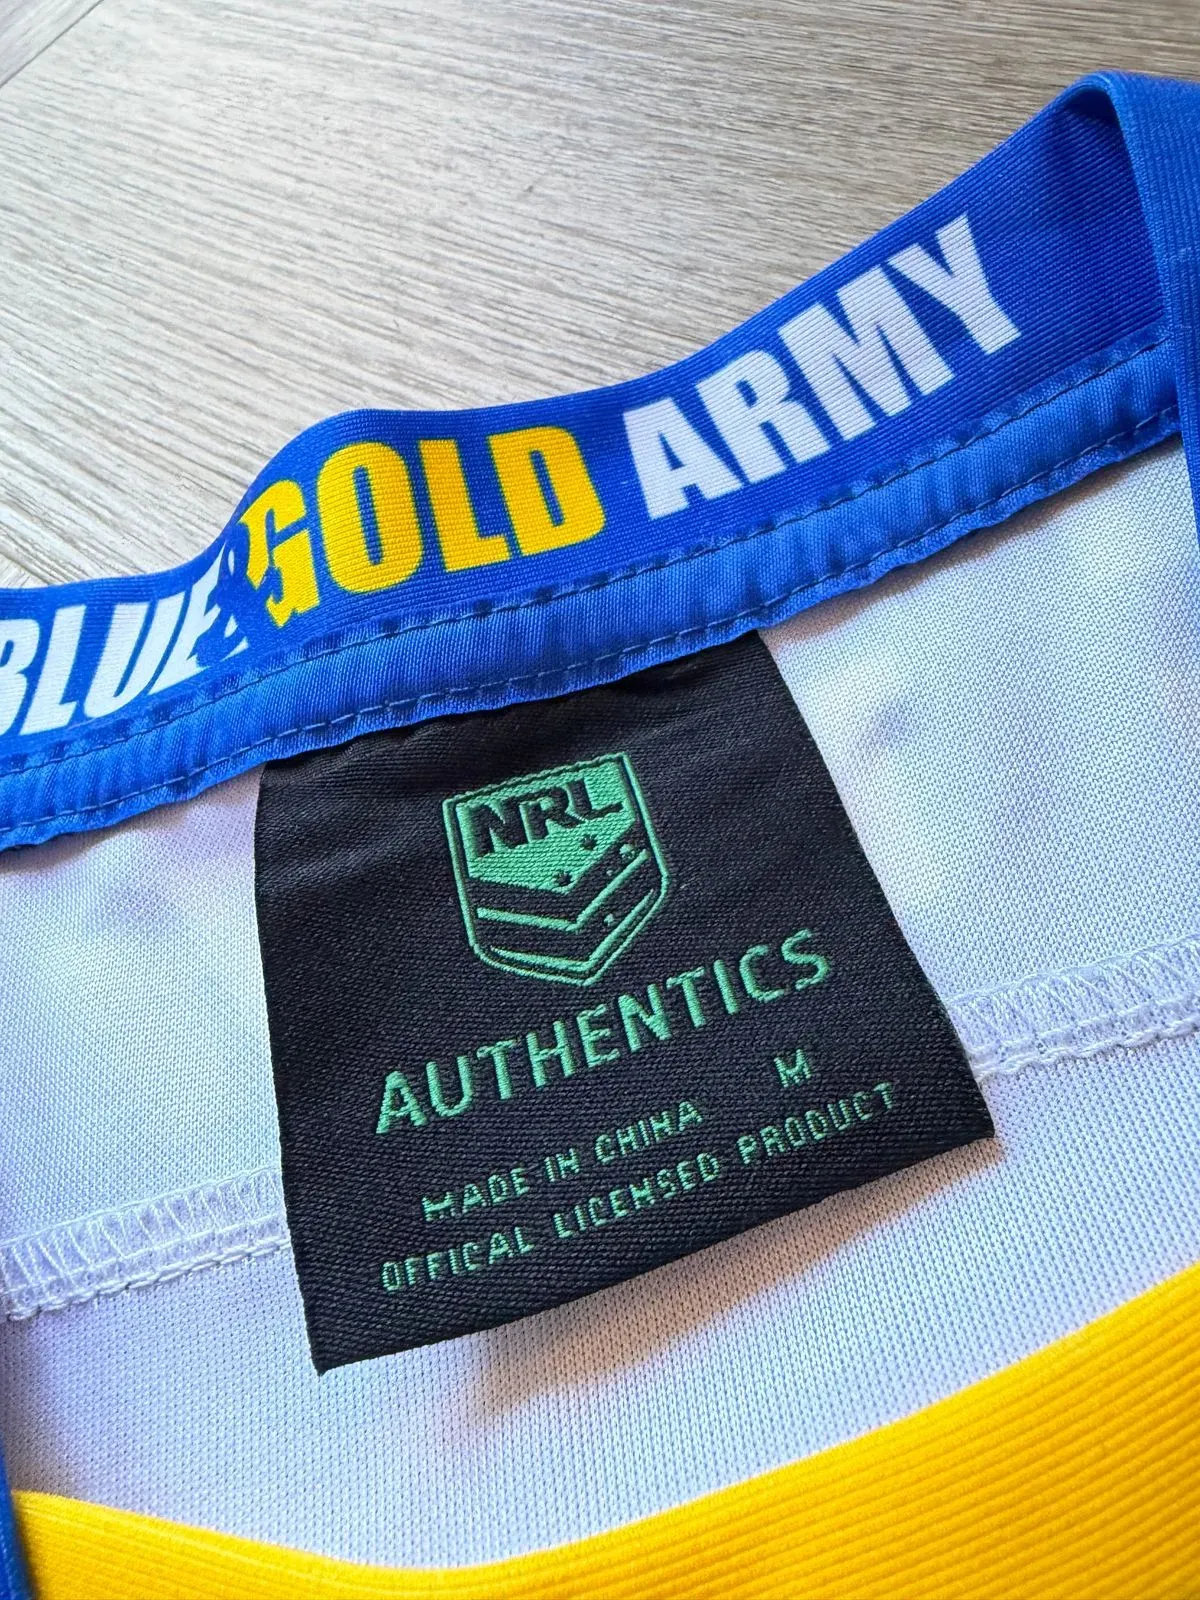 BLUE & GOLD ARMY
NRL
AUTHENTICS
M
MADE IN CHINA
OFFICAL LICENSED PRODUCT